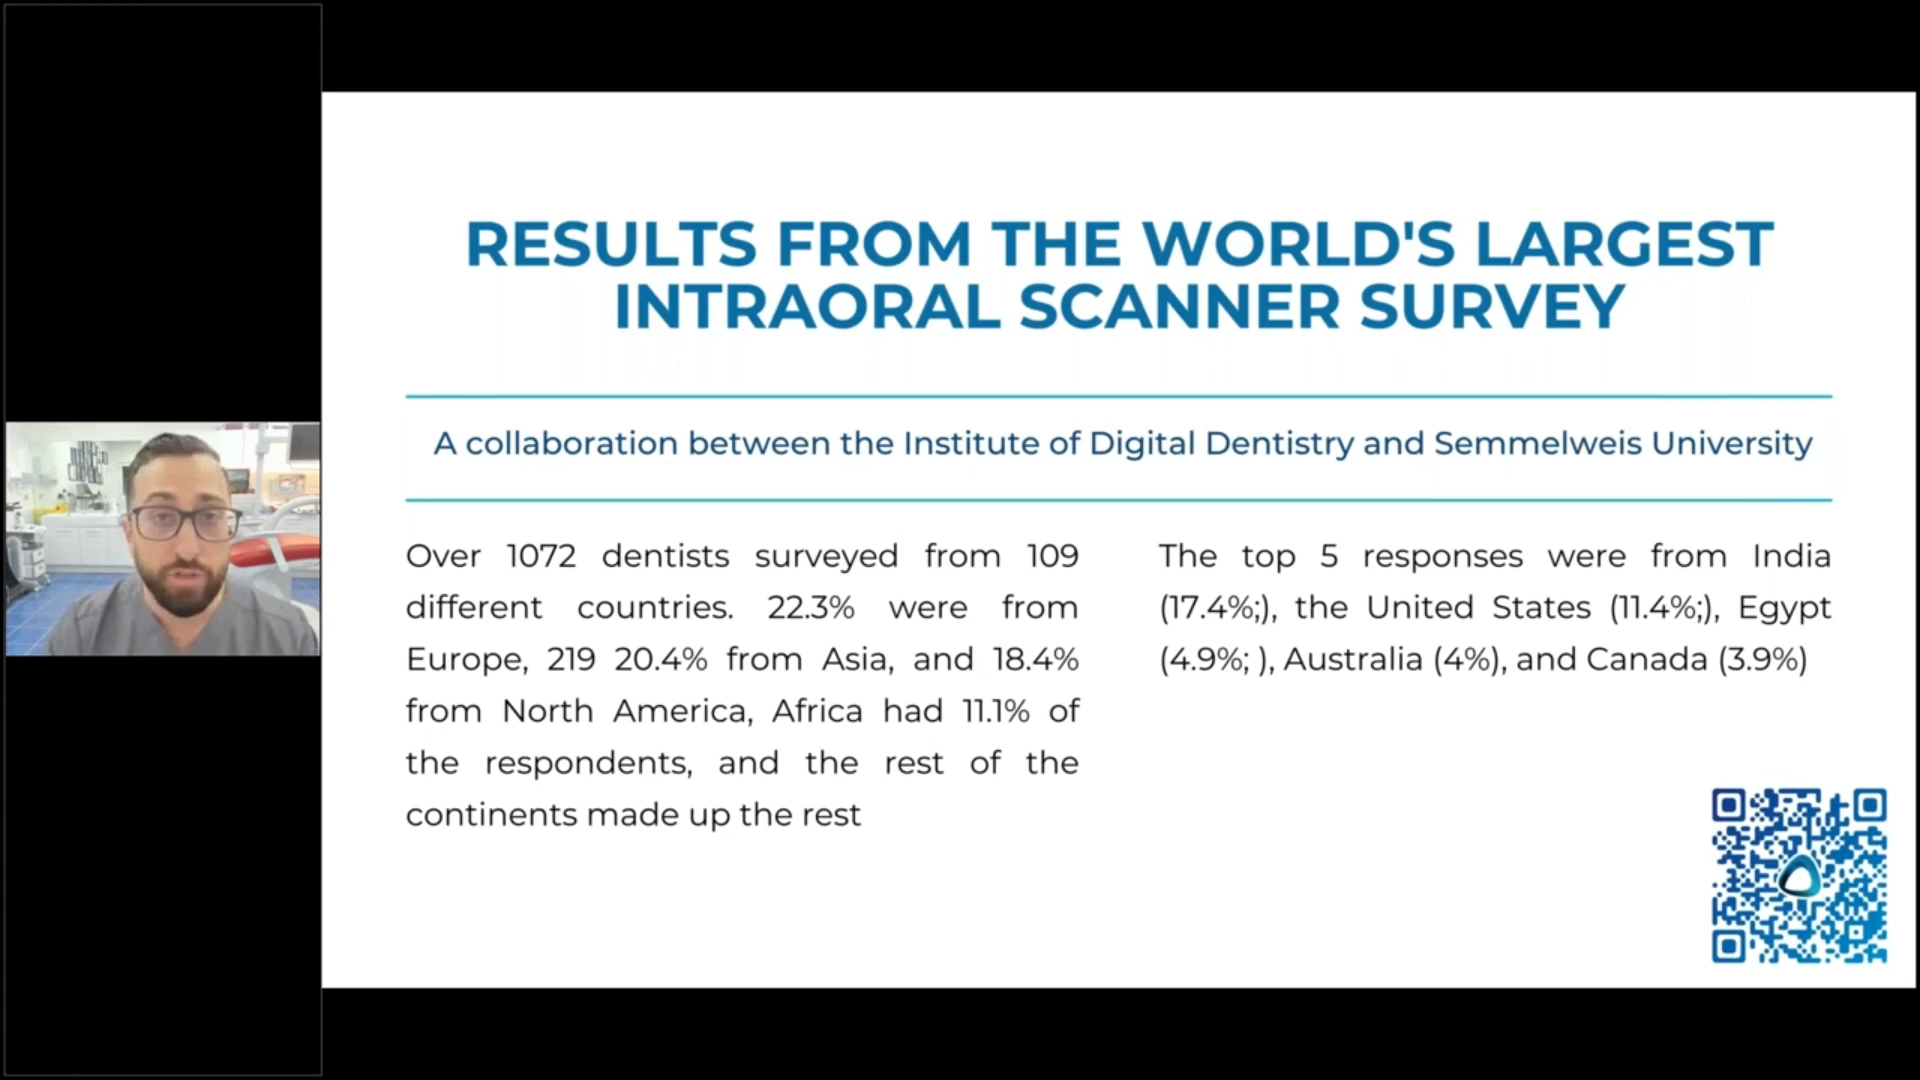 RESULTS FROM THE WORLD'S LARGEST
INTRAORAL SCANNER SURVEY
A collaboration between the Institute of Digital Dentistry and Semmelweis University
Over 1072 dentists surveyed from 109
different countries. 22.3% were from
Europe, 219 20.4% from Asia, and 18.4%
from North America, Africa had 11.1% of
the respondents, and the rest of the
continents made up the rest
The top 5 responses were from India
(17.4%;), the United States (11.4%;), Egypt
(4.9%; ), Australia (4%), and Canada (3.9%)